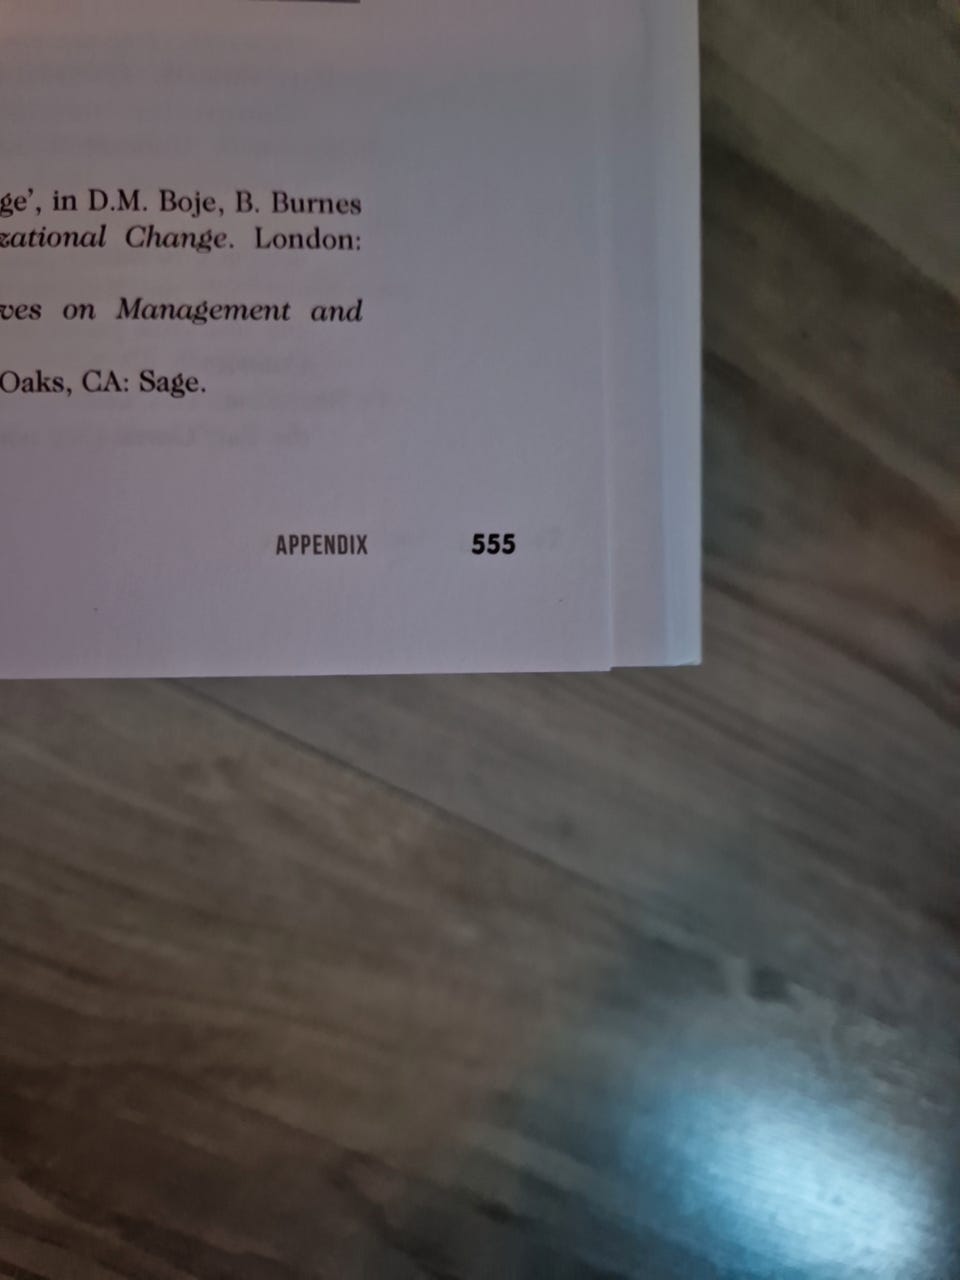 ge’, in D.M. Boje, B. Burnes
zational Change. London:
ves on Management and
Oaks, CA: Sage.
APPENDIX 555